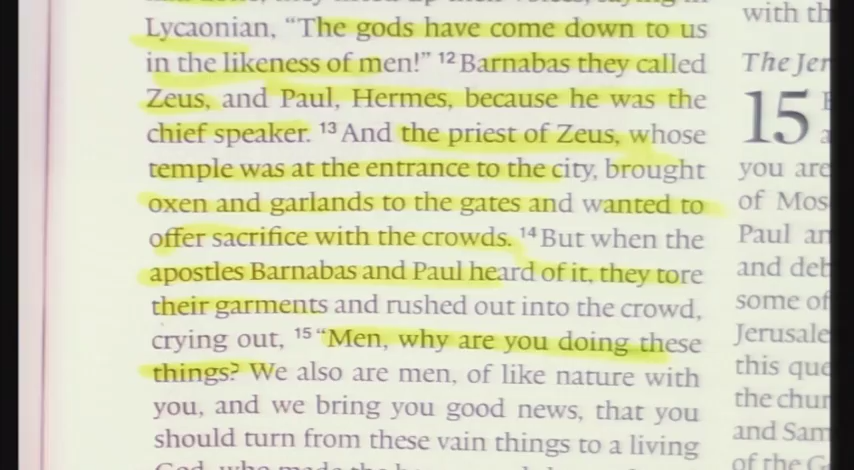 Lycaonian, “The gods have come down to us
in the likeness of men!” ¹²Barnabas they called
Zeus, and Paul, Hermes, because he was the
chief speaker. ¹³And the priest of Zeus, whose
temple was at the entrance to the city, brought
oxen and garlands to the gates and wanted to
offer sacrifice with the crowds. ¹⁴But when the
apostles Barnabas and Paul heard of it, they tore
their garments and rushed out into the crowd,
crying out, ¹⁵“Men, why are you doing these
things? We also are men, of like nature with
you, and we bring you good news, that you
should turn from these vain things to a living
with th
The Jer
15
you are
of Mos
Paul an
and deb
some of
Jerusale
this que
the chur
and Sam
of the G